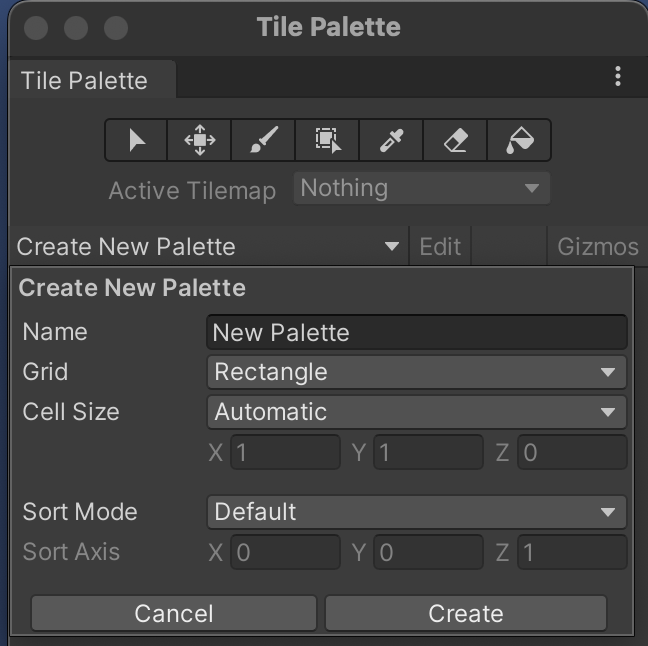 Tile Palette
Tile Palette
Active Tilemap Nothing
Create New Palette Edit Gizmos
Create New Palette
Name New Palette
Grid Rectangle
Cell Size Automatic
X 1 Y 1 Z 0
Sort Mode Default
Sort Axis X 0 Y 0 Z 1
Cancel Create